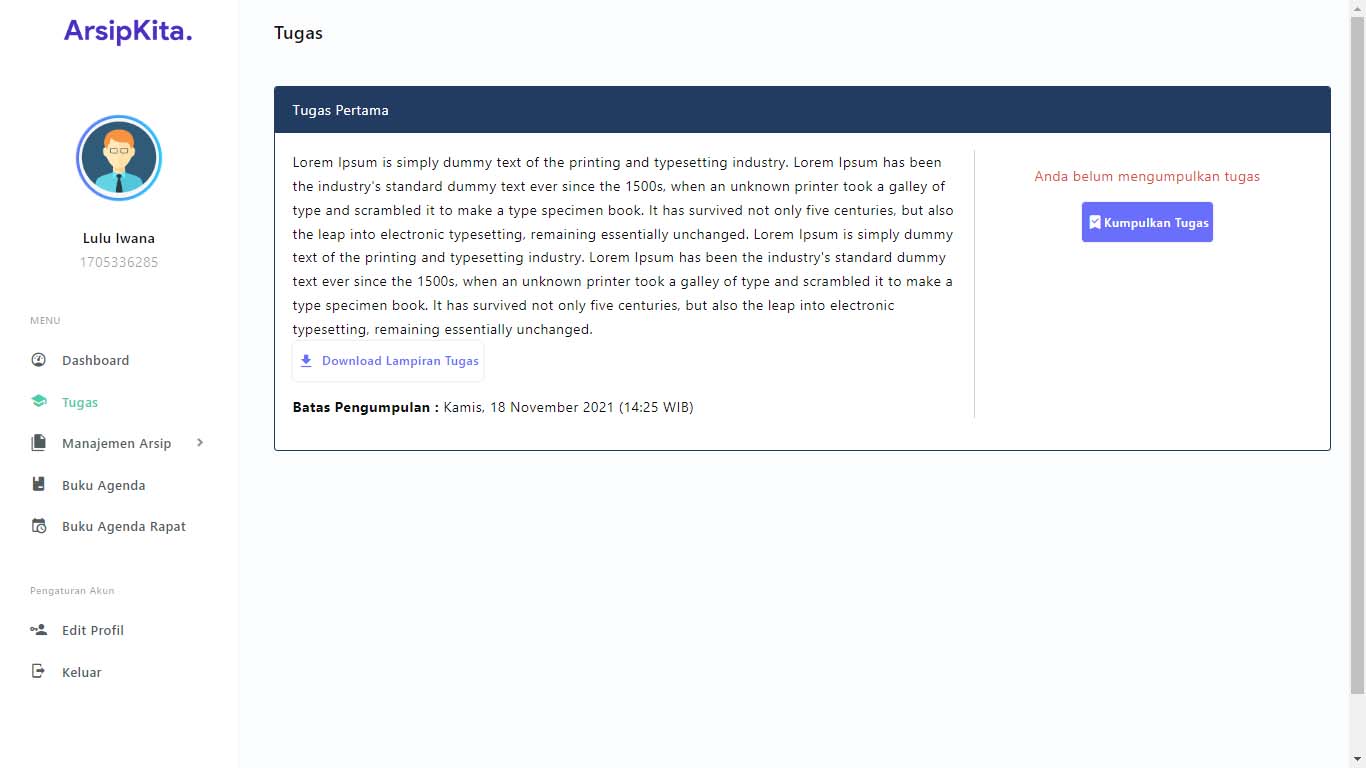 ArsipKita.
Lulu Iwana
1705336285
MENU
Dashboard
Tugas
Manajemen Arsip
Buku Agenda
Buku Agenda Rapat
Pengaturan Akun
Edit Profil
Keluar
Tugas
Tugas Pertama
Lorem Ipsum is simply dummy text of the printing and typesetting industry. Lorem Ipsum has been
the industry's standard dummy text ever since the 1500s, when an unknown printer took a galley of
type and scrambled it to make a type specimen book. It has survived not only five centuries, but also
the leap into electronic typesetting, remaining essentially unchanged. Lorem Ipsum is simply dummy
text of the printing and typesetting industry. Lorem Ipsum has been the industry's standard dummy
text ever since the 1500s, when an unknown printer took a galley of type and scrambled it to make a
type specimen book. It has survived not only five centuries, but also the leap into electronic
typesetting, remaining essentially unchanged.
Download Lampiran Tugas
Batas Pengumpulan : Kamis, 18 November 2021 (14:25 WIB)
Anda belum mengumpulkan tugas
Kumpulkan Tugas